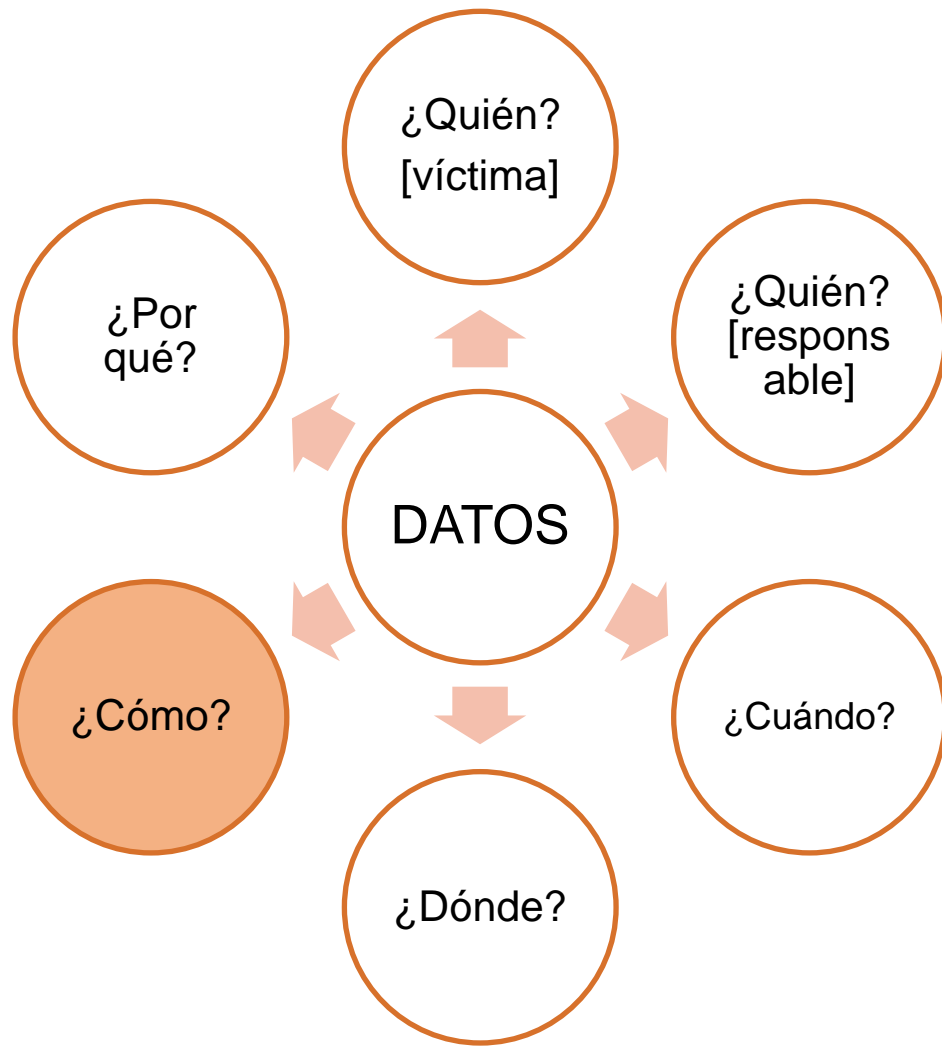 ¿Quién?
[víctima]
¿Por
qué?
¿Quién?
[respons
able]
DATOS
¿Cómo?
¿Cuándo?
¿Dónde?